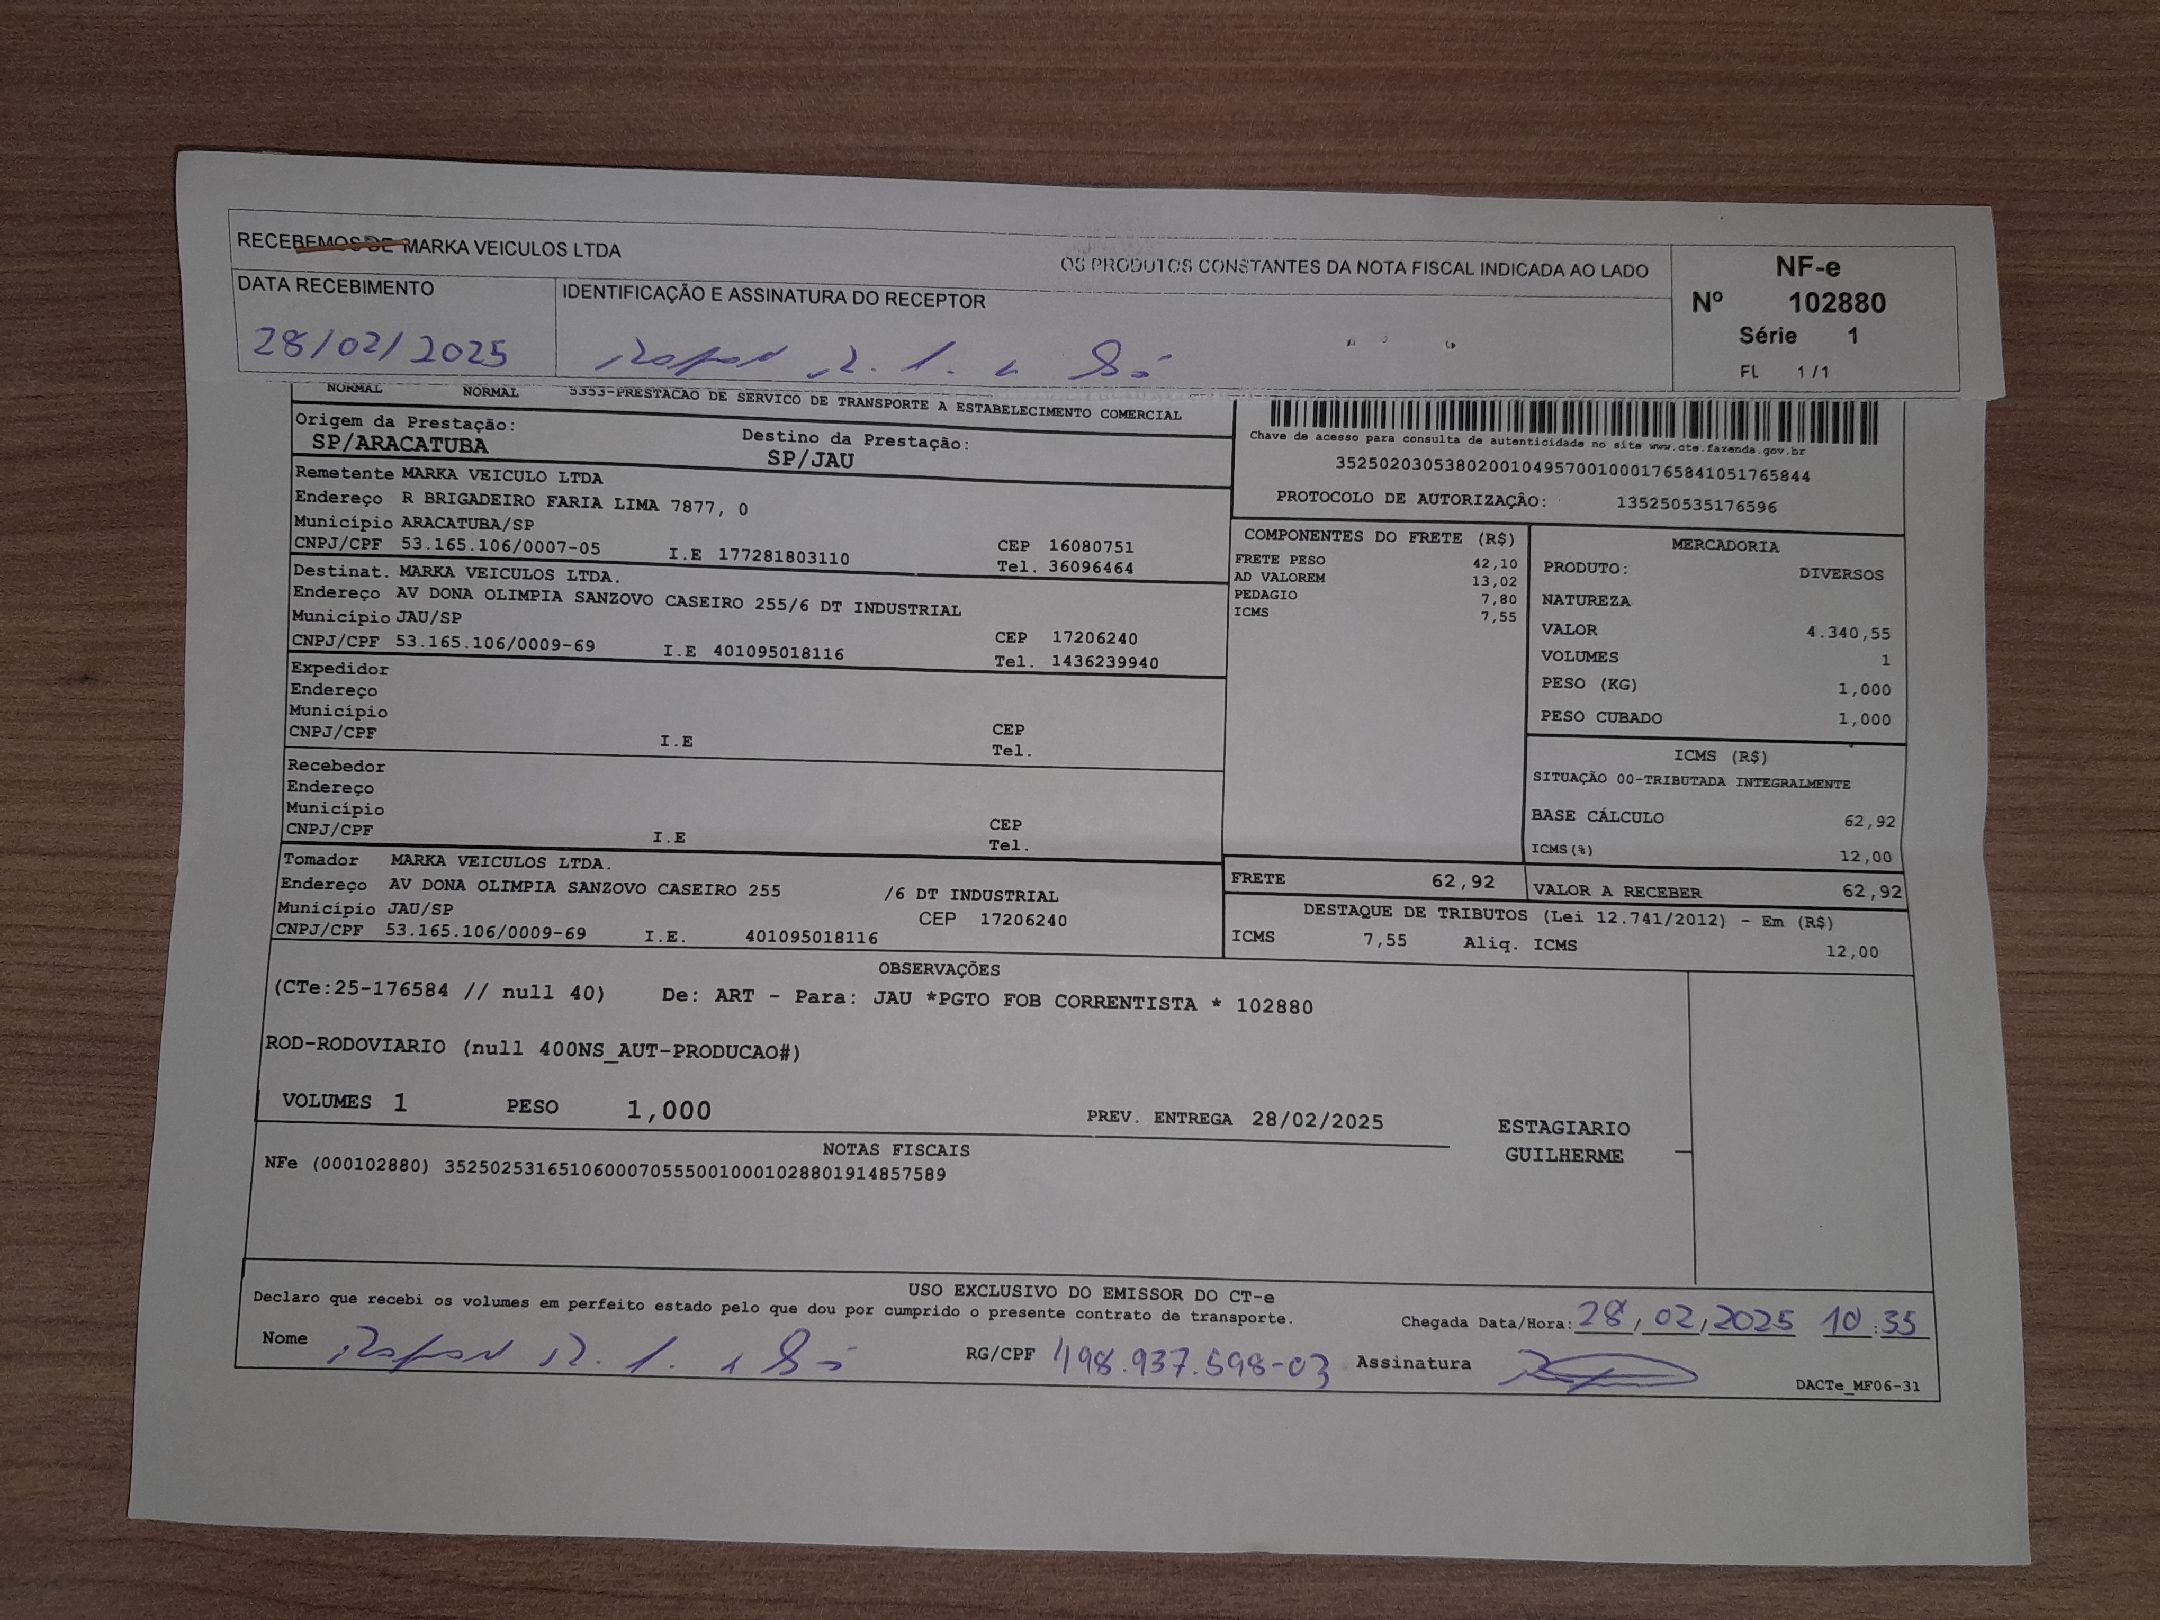 RECEBEMOS DE MARKA VEICULOS LTDA
OS PRODUTOS CONSTANTES DA NOTA FISCAL INDICADA AO LADO
NF-e
Nº 102880
Série 1
FL 1 /1
DATA RECEBIMENTO
IDENTIFICAÇÃO E ASSINATURA DO RECEPTOR
28/02/2025
NORMAL NORMAL 5353-PRESTACAO DE SERVICO DE TRANSPORTE A ESTABELECIMENTO COMERCIAL
Origem da Prestação:
SP/ARACATUBA
Destino da Prestação:
SP/JAU
Chave de acesso para consulta de autenticidade no site www.cte.fazenda.gov.br
35250203053802001049570010001765841051765844
PROTOCOLO DE AUTORIZAÇÂO: 135250535176596
Remetente MARKA VEICULO LTDA
Endereço R BRIGADEIRO FARIA LIMA 7877, 0
Município ARACATUBA/SP
CNPJ/CPF 53.165.106/0007-05 I.E 177281803110
CEP 16080751
Tel. 36096464
Destinat. MARKA VEICULOS LTDA.
Endereço AV DONA OLIMPIA SANZOVO CASEIRO 255/6 DT INDUSTRIAL
Município JAU/SP
CNPJ/CPF 53.165.106/0009-69 I.E 401095018116
CEP 17206240
Tel. 1436239940
Expedidor
Endereço
Município
CNPJ/CPF I.E
CEP
Tel.
Recebedor
Endereço
Município
CNPJ/CPF I.E
CEP
Tel.
Tomador MARKA VEICULOS LTDA.
Endereço AV DONA OLIMPIA SANZOVO CASEIRO 255 /6 DT INDUSTRIAL
Município JAU/SP CEP 17206240
CNPJ/CPF 53.165.106/0009-69 I.E. 401095018116
COMPONENTES DO FRETE (R$)
FRETE PESO 42,10
AD VALOREM 13,02
PEDAGIO 7,80
ICMS 7,55
MERCADORIA
PRODUTO: DIVERSOS
NATUREZA
VALOR 4.340,55
VOLUMES 1
PESO (KG) 1,000
PESO CUBADO 1,000
ICMS (R$)
SITUAÇÃO 00-TRIBUTADA INTEGRALMENTE
BASE CÁLCULO 62,92
ICMS(%) 12,00
FRETE 62,92
VALOR A RECEBER 62,92
DESTAQUE DE TRIBUTOS (Lei 12.741/2012) - Em (R$)
ICMS 7,55 Aliq. ICMS 12,00
OBSERVAÇÕES
(CTe:25-176584 // null 40) De: ART - Para: JAU *PGTO FOB CORRENTISTA * 102880
ROD-RODOVIARIO (null 400NS_AUT-PRODUCAO#)
VOLUMES 1 PESO 1,000 PREV. ENTREGA 28/02/2025
ESTAGIARIO
GUILHERME
NOTAS FISCAIS
NFe (000102880) 35250253165106000705550010001028801914857589
USO EXCLUSIVO DO EMISSOR DO CT-e
Declaro que recebi os volumes em perfeito estado pelo que dou por cumprido o presente contrato de transporte.
Chegada Data/Hora: 28/02/2025 10:35
Nome
RG/CPF 498.937.598-03
Assinatura
DACTe_MF06-31